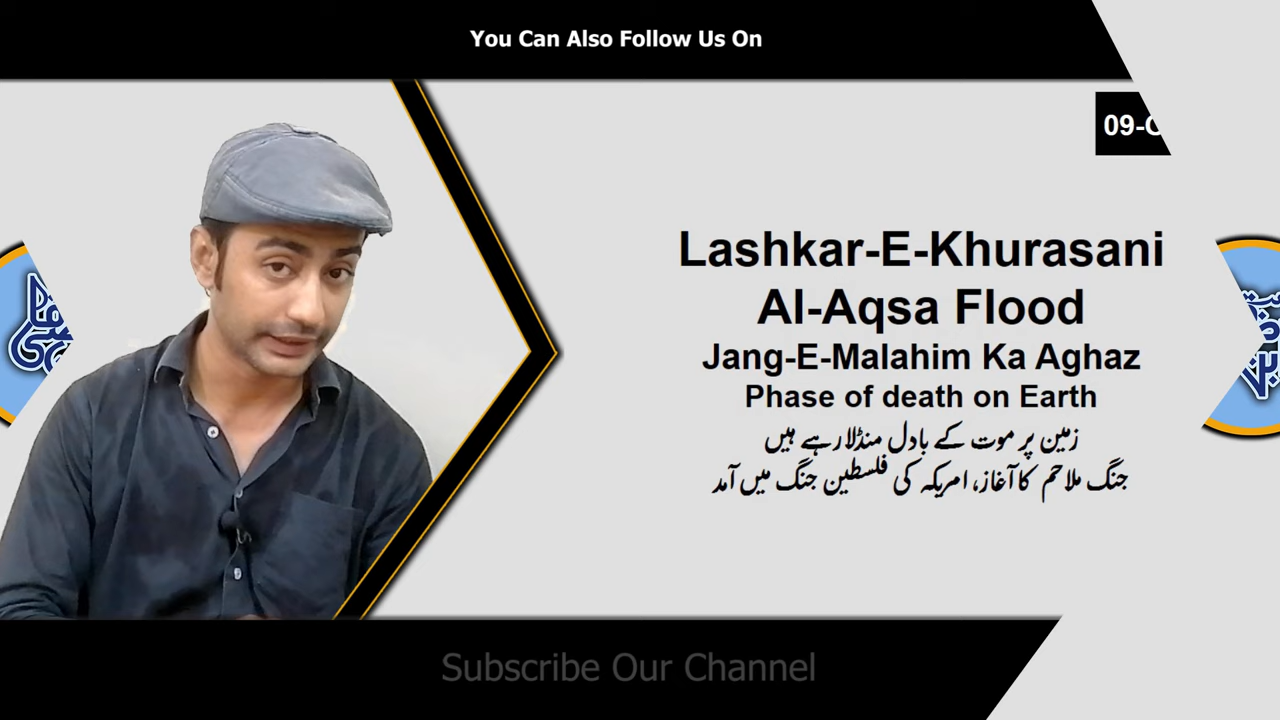 You Can Also Follow Us On
09-
Lashkar-E-Khurasani
Al-Aqsa Flood
Jang-E-Malahim Ka Aghaz
Phase of death on Earth
زمین پر موت کے بادل منڈلا رہے ہیں
جنگ ملاحم کا آغاز، امریکہ کی فلسطین جنگ میں آمد
Subscribe Our Channel